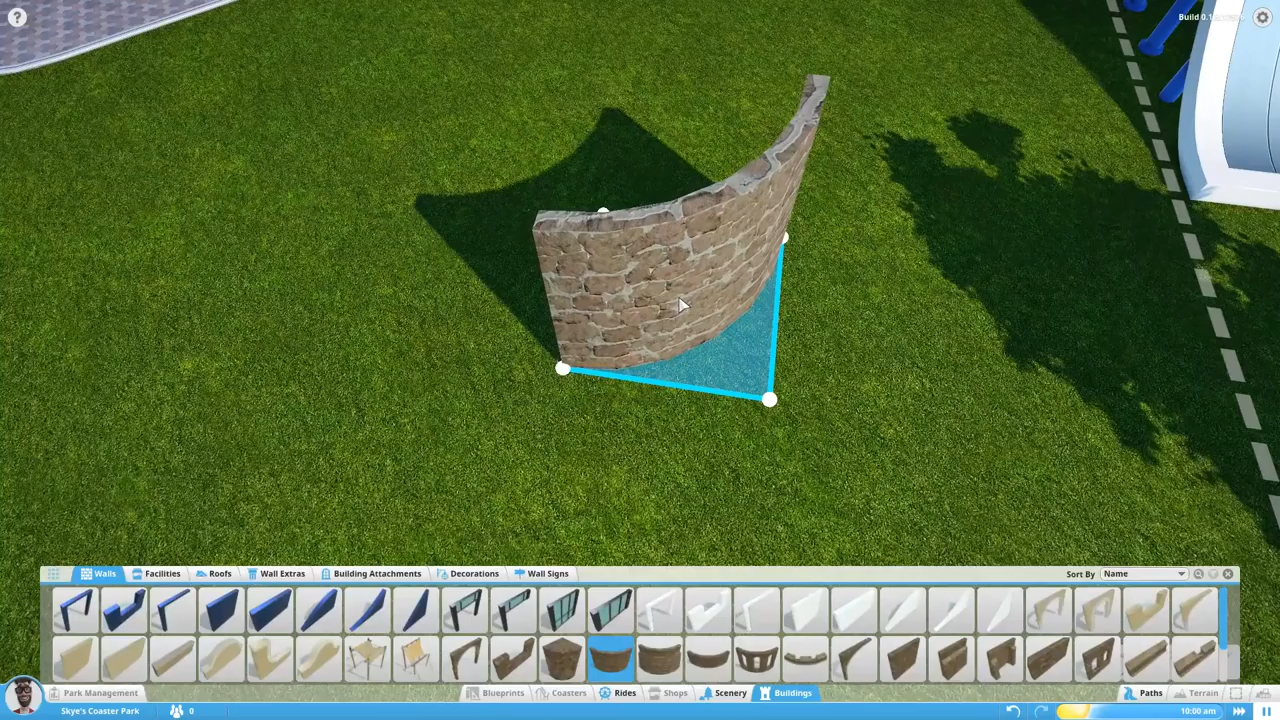 ?
Build 0.1
Walls Facilities Roofs Wall Extras Building Attachments Decorations Wall Signs Sort By Name
Park Management Blueprints Coasters Rides Shops Scenery Buildings Paths Terrain
Skye's Coaster Park 0 10:00 am